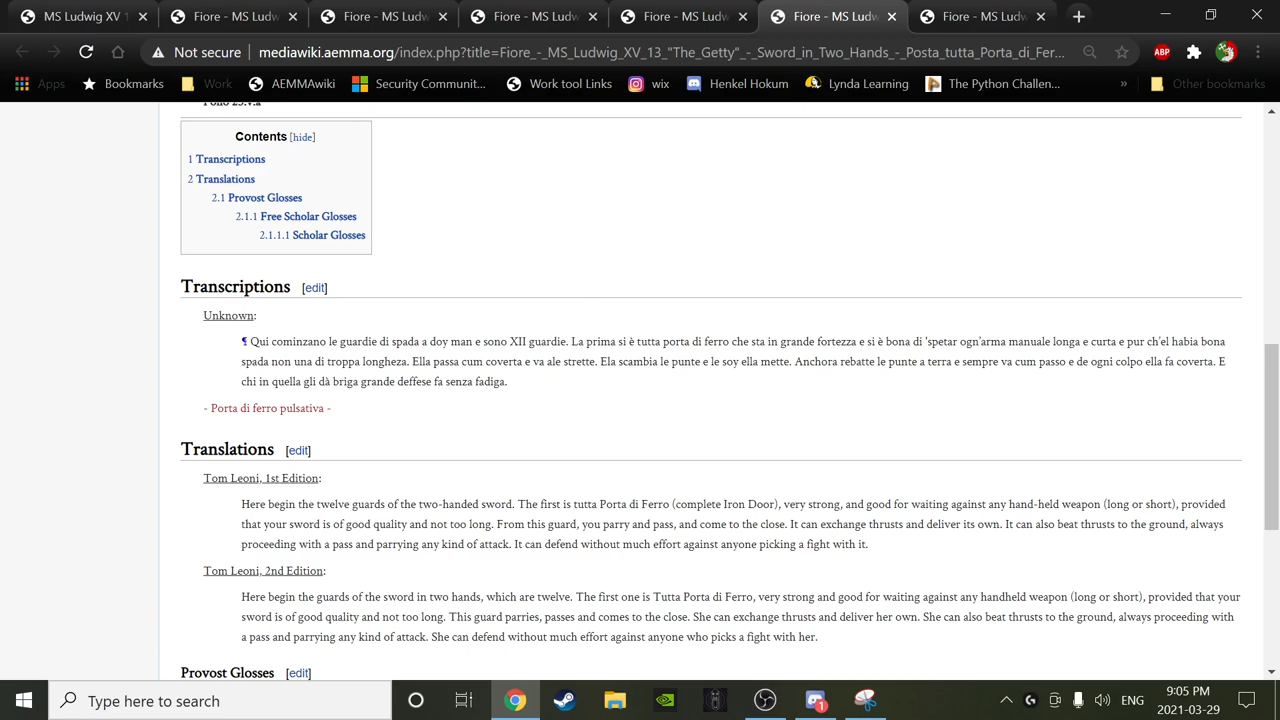 MS Ludwig XV 1
Fiore - MS Ludw
Fiore - MS Ludw
Fiore - MS Ludw
Fiore - MS Ludw
Fiore - MS Ludw
Fiore - MS Ludw
Not secure
mediawiki.aemma.org/index.php?title=Fiore_-_MS_Ludwig_XV_13_"The_Getty"_-_Sword_in_Two_Hands_-_Posta_tutta_Porta_di_Fer...
ABP
Apps
Bookmarks
Work
AEMMAwiki
Security Communit...
Work tool Links
wix
Henkel Hokum
Lynda Learning
The Python Challen...
»
Other bookmarks
Folio 23.v.a
Contents [hide]
1 Transcriptions
2 Translations
2.1 Provost Glosses
2.1.1 Free Scholar Glosses
2.1.1.1 Scholar Glosses
Transcriptions [edit]
Unknown:
¶ Qui cominzano le guardie di spada a doy man e sono XII guardie. La prima si è tutta porta di ferro che sta in grande fortezza e si è bona di 'spetar ogn'arma manuale longa e curta e pur ch'el habia bona
spada non una di troppa longheza. Ella passa cum coverta e va ale strette. Ela scambia le punte e le soy ella mette. Anchora rebatte le punte a terra e sempre va cum passo e de ogni colpo ella fa coverta. E
chi in quella gli dà briga grande deffese fa senza fadiga.
- Porta di ferro pulsativa -
Translations [edit]
Tom Leoni, 1st Edition:
Here begin the twelve guards of the two-handed sword. The first is tutta Porta di Ferro (complete Iron Door), very strong, and good for waiting against any hand-held weapon (long or short), provided
that your sword is of good quality and not too long. From this guard, you parry and pass, and come to the close. It can exchange thrusts and deliver its own. It can also beat thrusts to the ground, always
proceeding with a pass and parrying any kind of attack. It can defend without much effort against anyone picking a fight with it.
Tom Leoni, 2nd Edition:
Here begin the guards of the sword in two hands, which are twelve. The first one is Tutta Porta di Ferro, very strong and good for waiting against any handheld weapon (long or short), provided that your
sword is of good quality and not too long. This guard parries, passes and comes to the close. She can exchange thrusts and deliver her own. She can also beat thrusts to the ground, always proceeding with
a pass and parrying any kind of attack. She can defend without much effort against anyone who picks a fight with her.
Provost Glosses [edit]
Type here to search
1
ENG
9:05 PM
2021-03-29